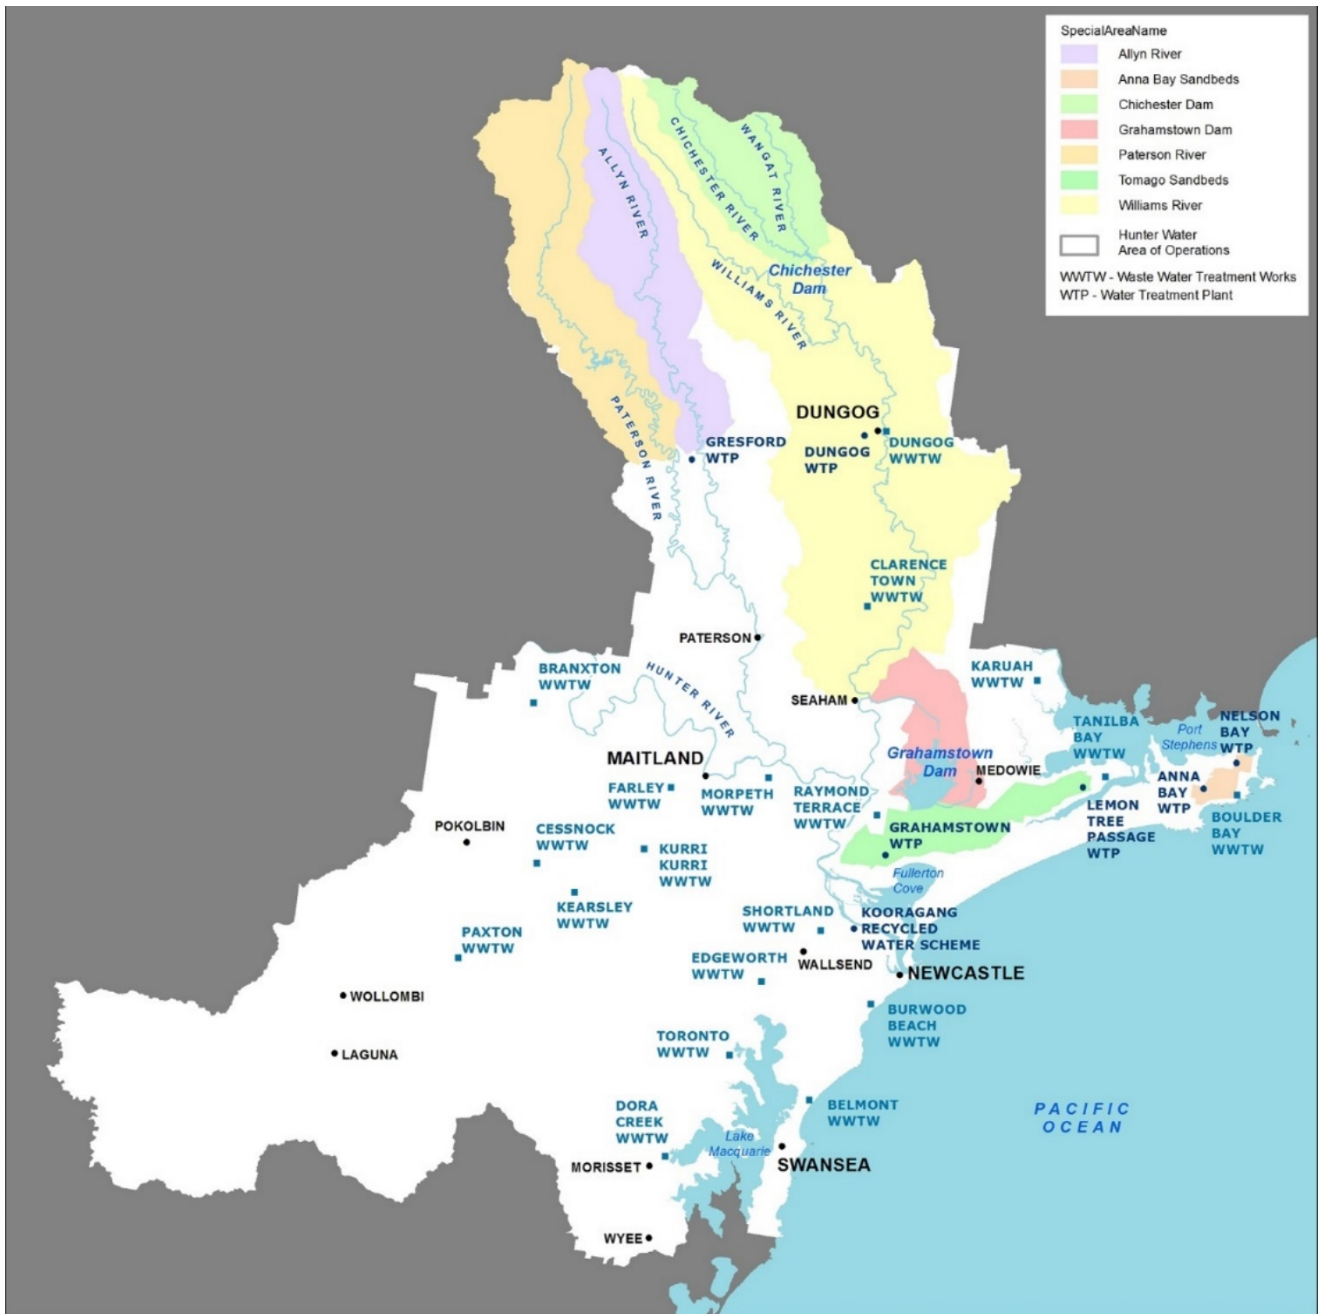 SpecialAreaName
Allyn River
Anna Bay Sandbeds
Chichester Dam
Grahamstown Dam
Paterson River
Tomago Sandbeds
Williams River
Hunter Water
Area of Operations
WWTW - Waste Water Treatment Works
WTP - Water Treatment Plant
ALLYN RIVER
CHICHESTER RIVER
WANGAT RIVER
WILLIAMS RIVER
Chichester
Dam
PATERSON RIVER
DUNGOG
GRESFORD
WTP
DUNGOG
WTP
DUNGOG
WWTW
CLARENCE
TOWN
WWTW
PATERSON
BRANXTON
WWTW
HUNTER RIVER
SEAHAM
KARUAH
WWTW
MAITLAND
Grahamstown
Dam
MEDOWIE
TANILBA
BAY
WWTW
Port
Stephens
NELSON
BAY
WTP
FARLEY
WWTW
MORPETH
WWTW
RAYMOND
TERRACE
WWTW
ANNA
BAY
WTP
LEMON
TREE
PASSAGE
WTP
BOULDER
BAY
WWTW
POKOLBIN
CESSNOCK
WWTW
KURRI
KURRI
WWTW
GRAHAMSTOWN
WTP
Fullerton
Cove
KEARSLEY
WWTW
SHORTLAND
WWTW
KOORAGANG
RECYCLED
WATER SCHEME
PAXTON
WWTW
EDGEWORTH
WWTW
WALLSEND
NEWCASTLE
WOLLOMBI
BURWOOD
BEACH
WWTW
TORONTO
WWTW
LAGUNA
DORA
CREEK
WWTW
BELMONT
WWTW
PACIFIC
OCEAN
Lake
Macquarie
MORISSET
SWANSEA
WYEE